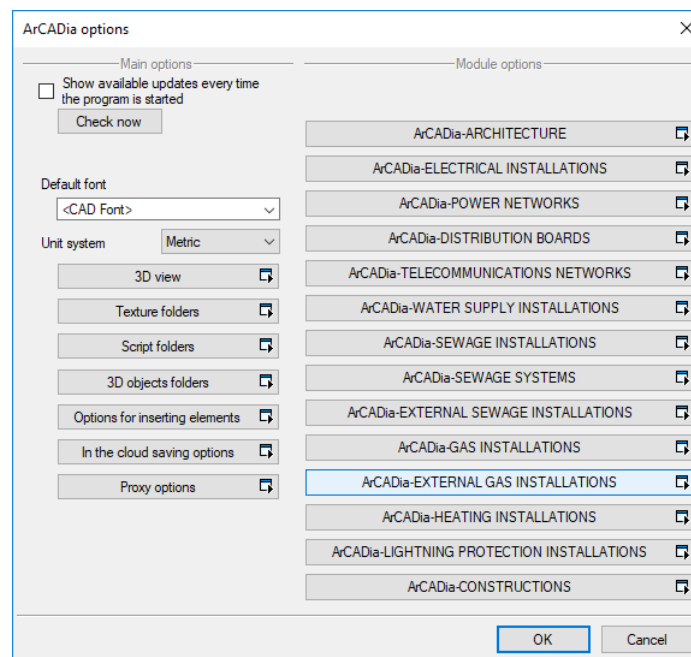 ArCADia options
Main options
Show available updates every time
the program is started
Check now
Default font
<CAD Font>
Unit system
Metric
3D view
Texture folders
Script folders
3D objects folders
Options for inserting elements
In the cloud saving options
Proxy options
Module options
ArCADia-ARCHITECTURE
ArCADia-ELECTRICAL INSTALLATIONS
ArCADia-POWER NETWORKS
ArCADia-DISTRIBUTION BOARDS
ArCADia-TELECOMMUNICATIONS NETWORKS
ArCADia-WATER SUPPLY INSTALLATIONS
ArCADia-SEWAGE INSTALLATIONS
ArCADia-SEWAGE SYSTEMS
ArCADia-EXTERNAL SEWAGE INSTALLATIONS
ArCADia-GAS INSTALLATIONS
ArCADia-EXTERNAL GAS INSTALLATIONS
ArCADia-HEATING INSTALLATIONS
ArCADia-LIGHTNING PROTECTION INSTALLATIONS
ArCADia-CONSTRUCTIONS
OK
Cancel